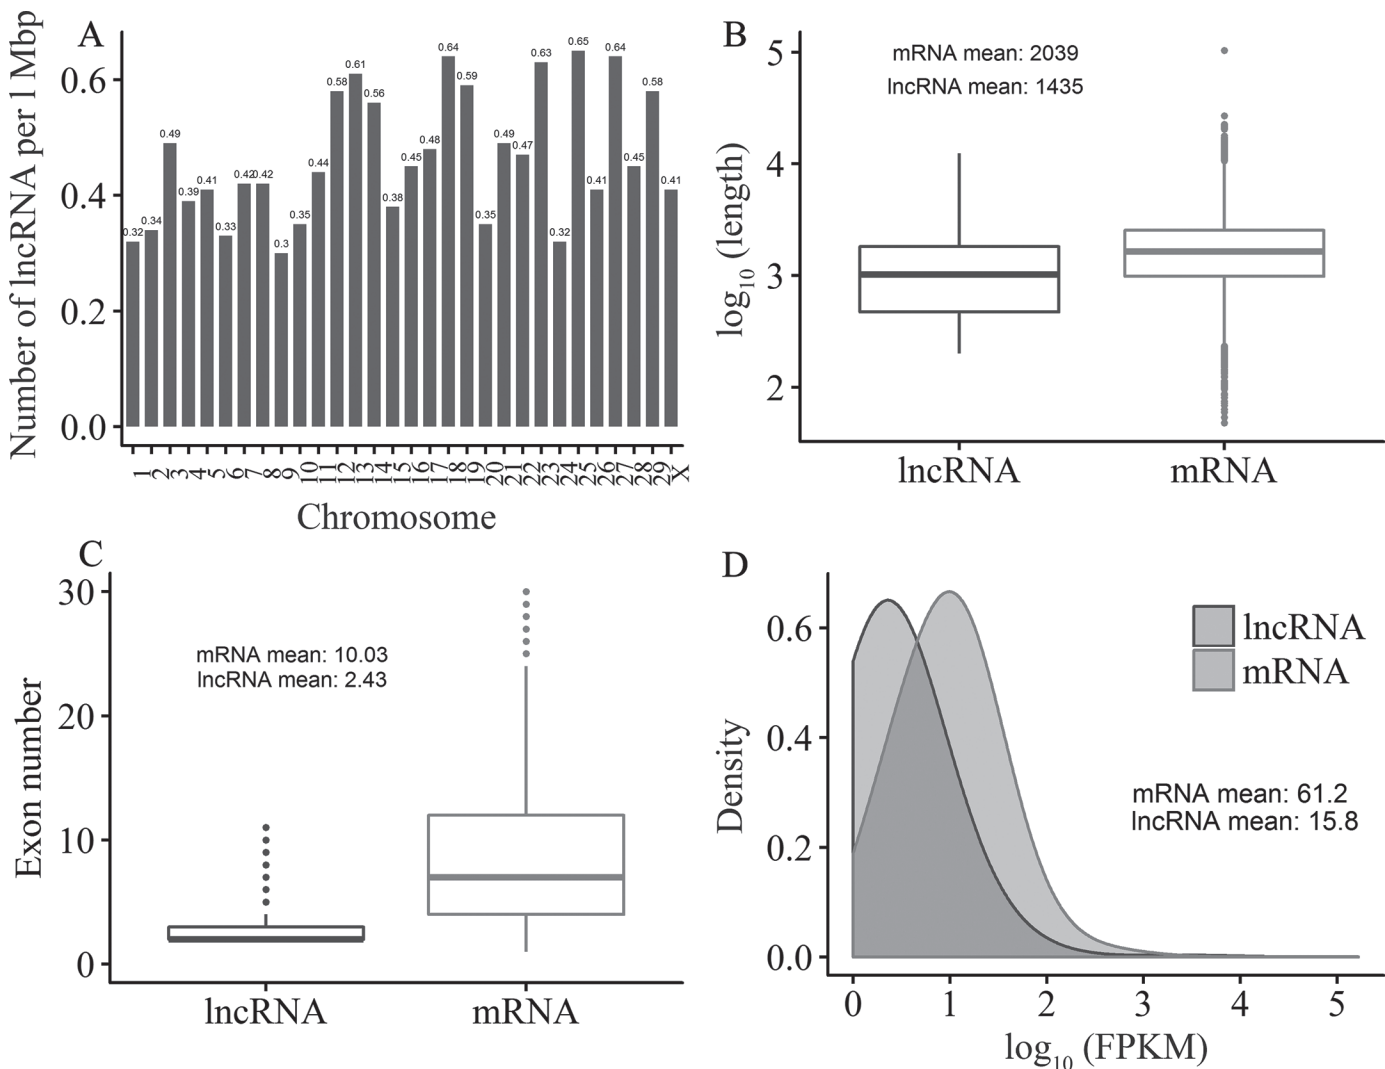 A
Number of lncRNA per 1 Mbp
0.6
0.4
0.2
0.0
0.32
0.34
0.49
0.39
0.41
0.33
0.42
0.42
0.3
0.35
0.44
0.58
0.61
0.56
0.38
0.45
0.48
0.64
0.59
0.35
0.49
0.47
0.63
0.32
0.65
0.41
0.64
0.45
0.58
0.41
1 2 3 4 5 6 7 8 9 10 11 12 13 14 15 16 17 18 19 20 21 22 23 24 25 26 27 28 29 X
Chromosome
B
mRNA mean: 2039
lncRNA mean: 1435
log10 (length)
5
4
3
2
lncRNA mRNA
C
mRNA mean: 10.03
lncRNA mean: 2.43
Exon number
30
20
10
0
lncRNA mRNA
D
lncRNA
mRNA
mRNA mean: 61.2
lncRNA mean: 15.8
Density
0.6
0.4
0.2
0.0
0 1 2 3 4 5
log10 (FPKM)